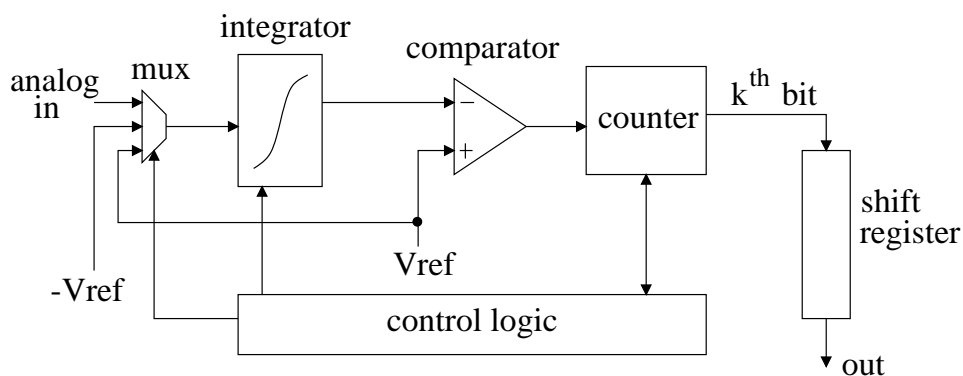 integrator
comparator
mux
analog
in
−
+
counter
k^th bit
shift
register
Vref
-Vref
control logic
out